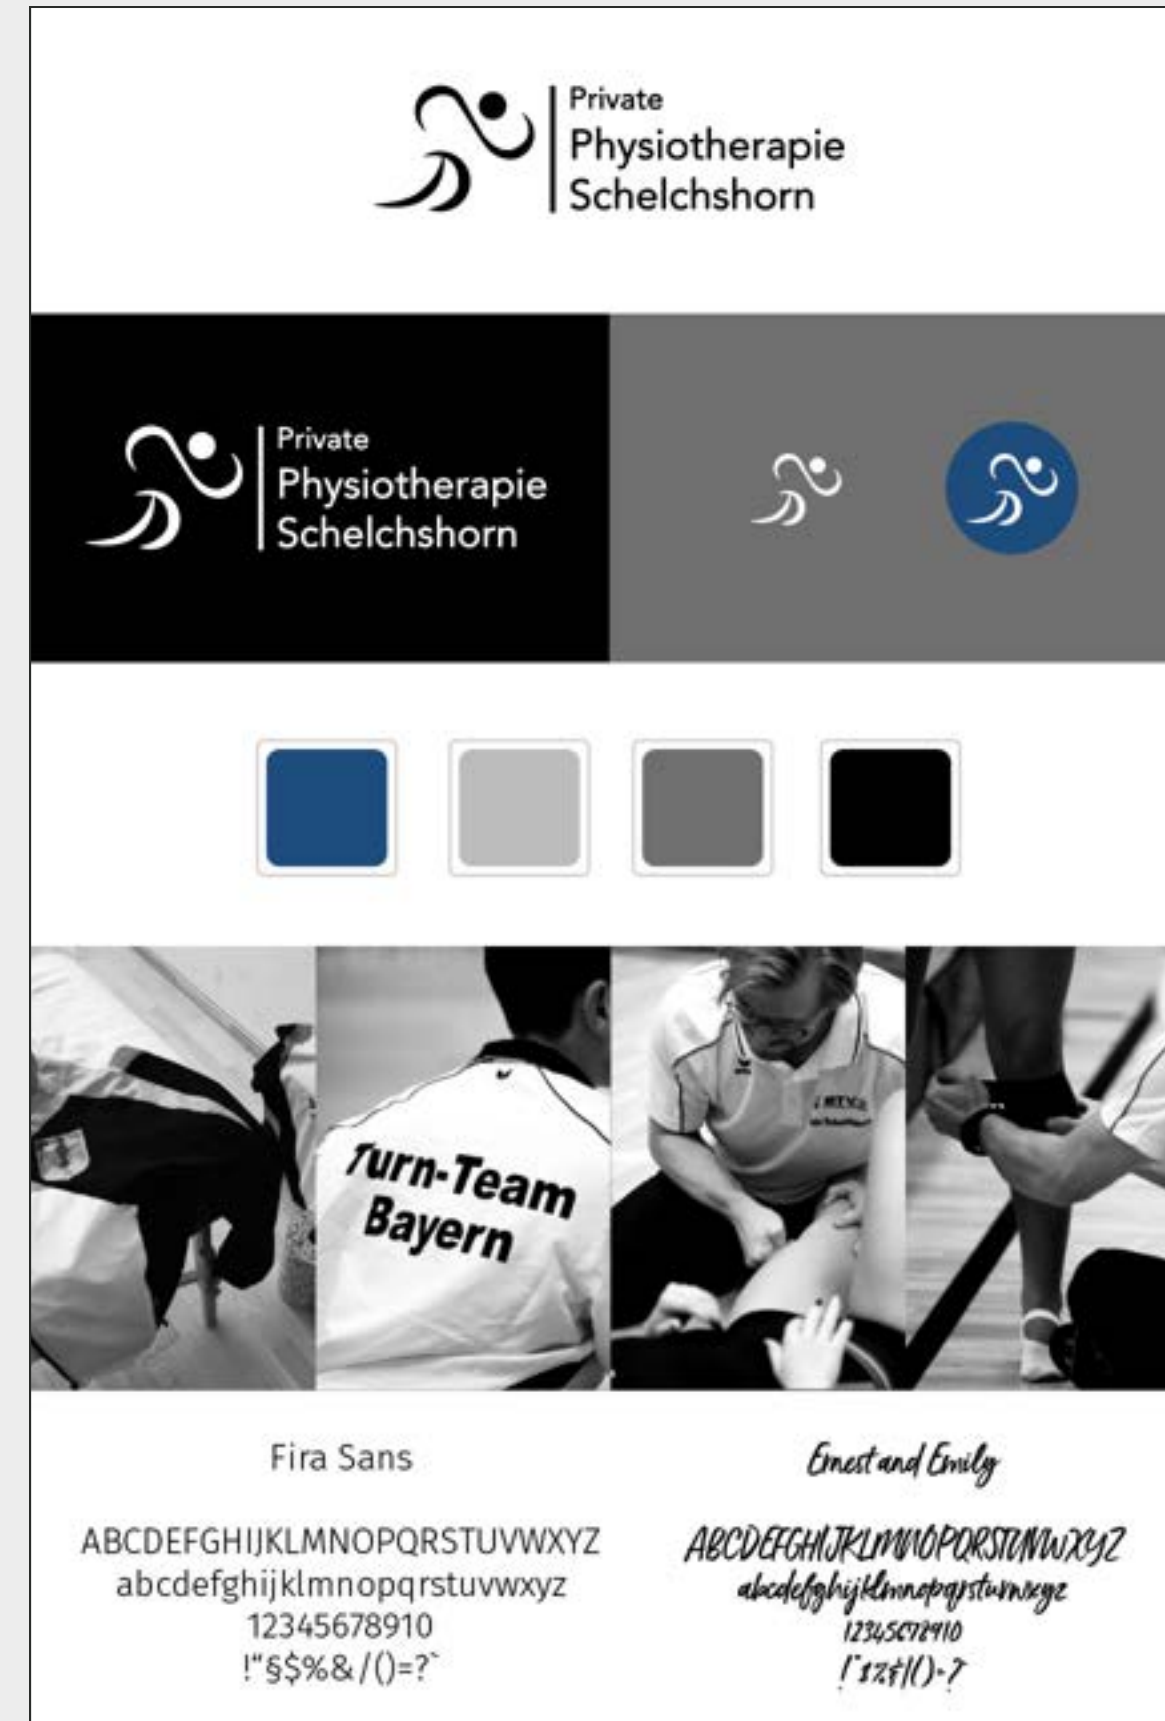 Private
Physiotherapie
Schelchshorn
Private
Physiotherapie
Schelchshorn
Turn-Team
Bayern
Fira Sans
Ernest and Emily
ABCDEFGHIJKLMNOPQRSTUVWXYZ
abcdefghijklmnopqrstuvwxyz
12345678910
!“§$%&/()=?`
ABCDEFGHIJKLMNOPQRSTUVWXYZ
abcdefghijklmnopqrstuvwxyz
12345678910